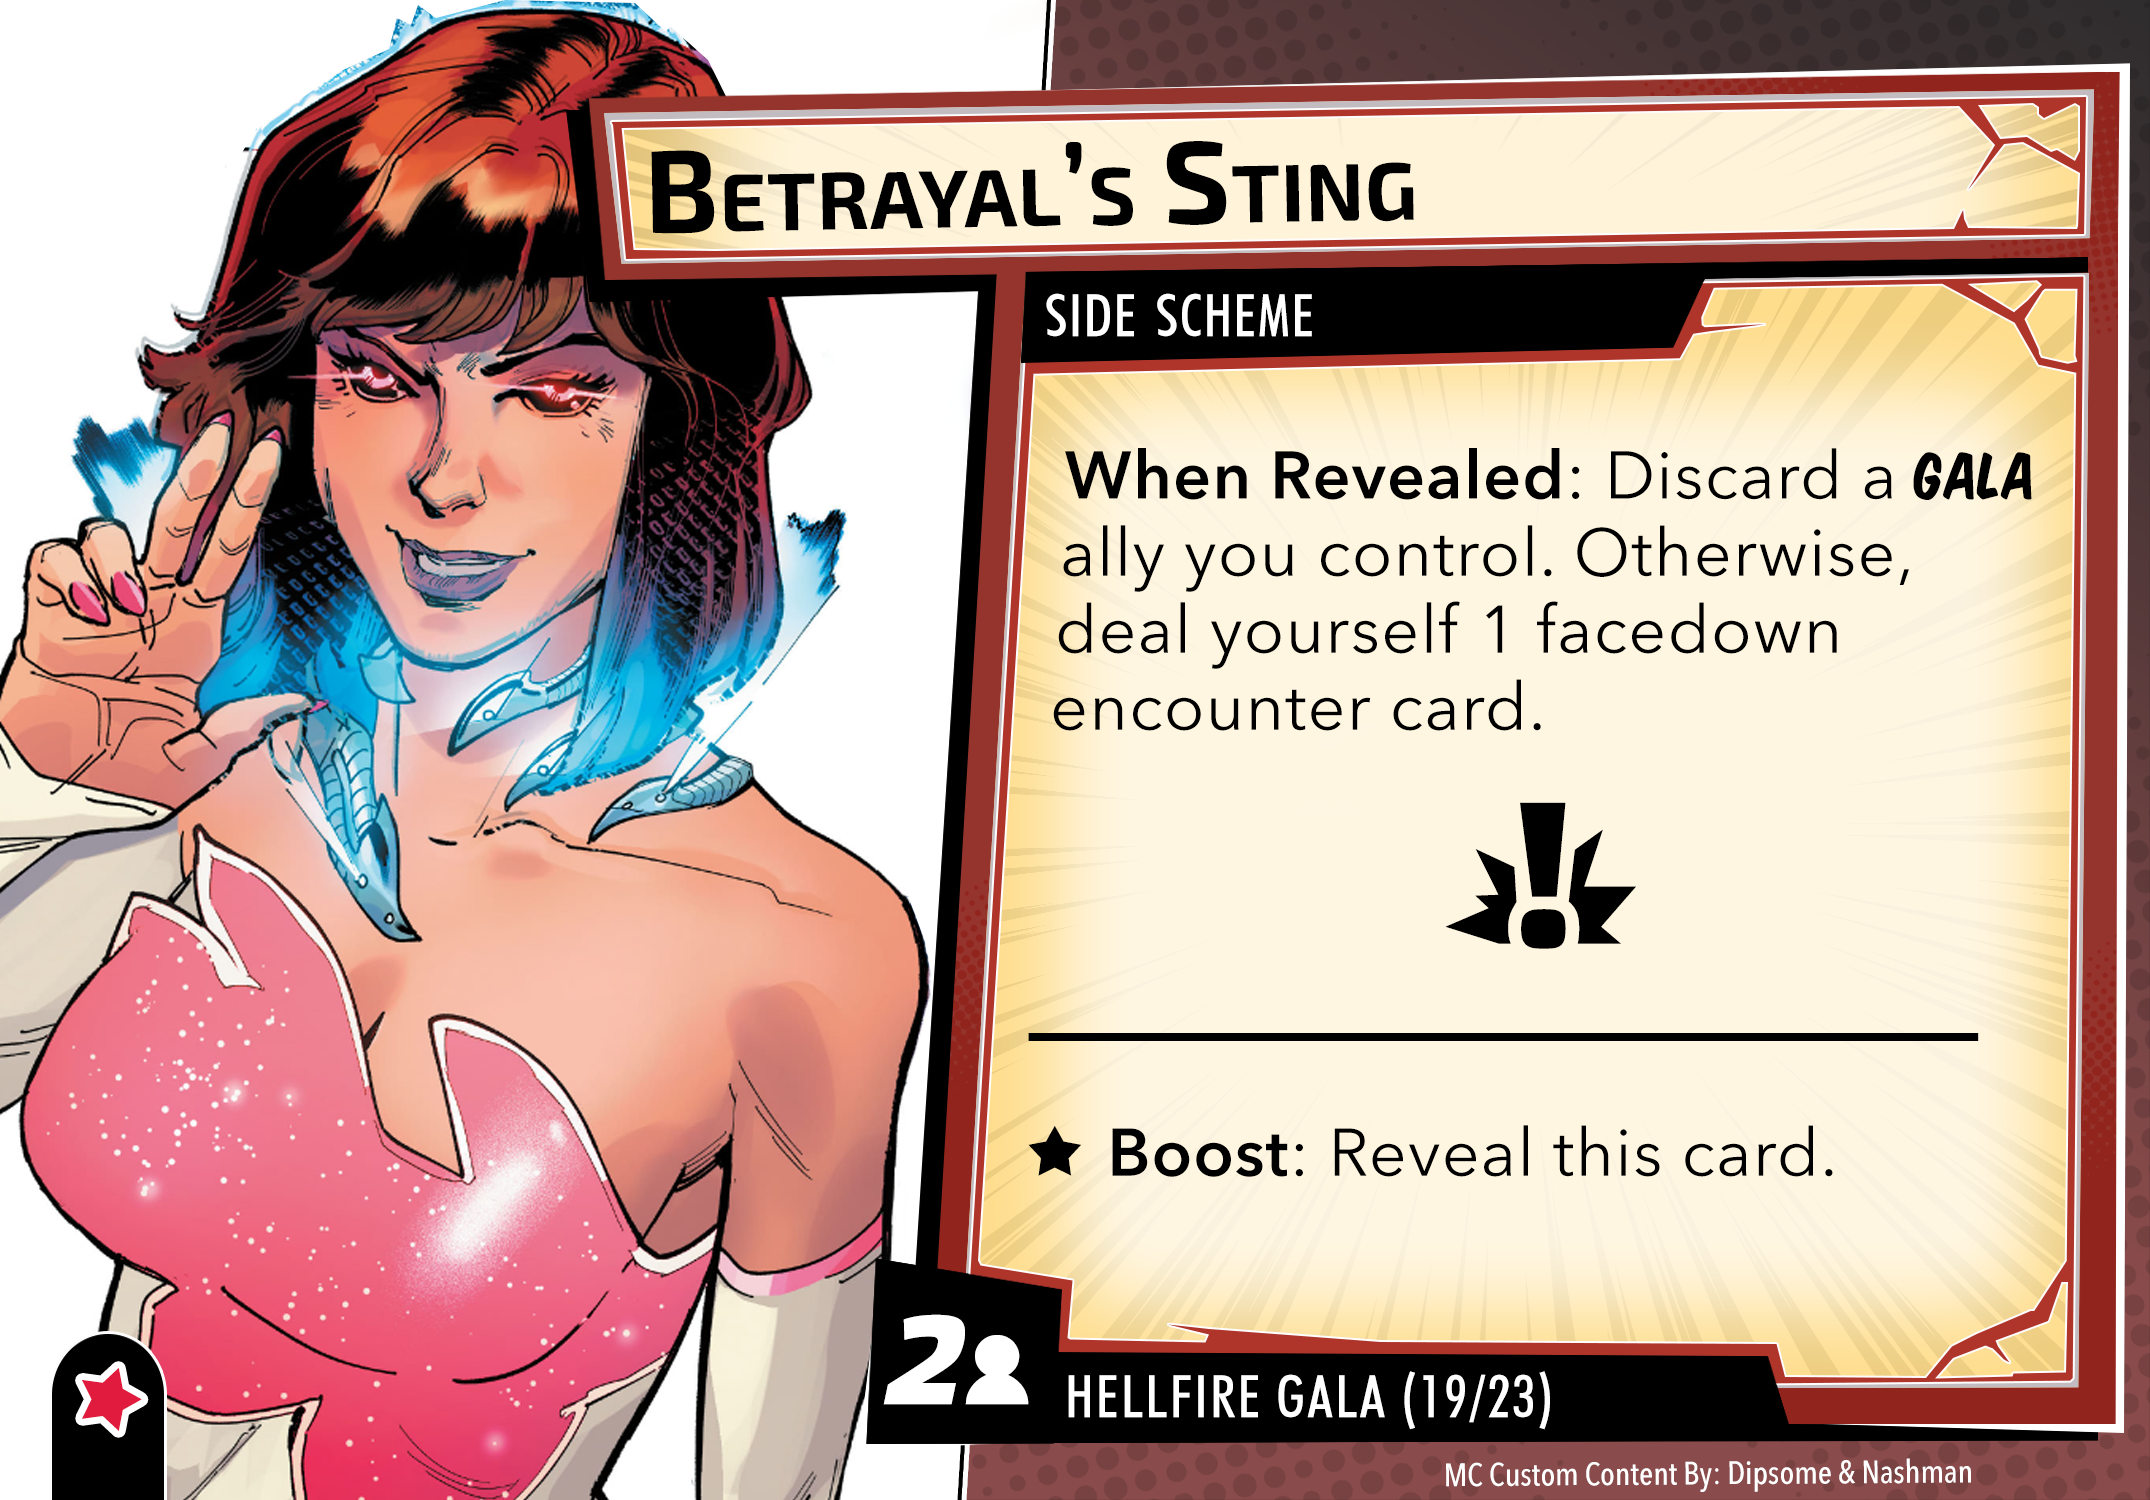 BETRAYAL'S STING
SIDE SCHEME
When Revealed: Discard a GALA
ally you control. Otherwise,
deal yourself 1 facedown
encounter card.
★ Boost: Reveal this card.
2
HELLFIRE GALA (19/23)
MC Custom Content By: Dipsome & Nashman